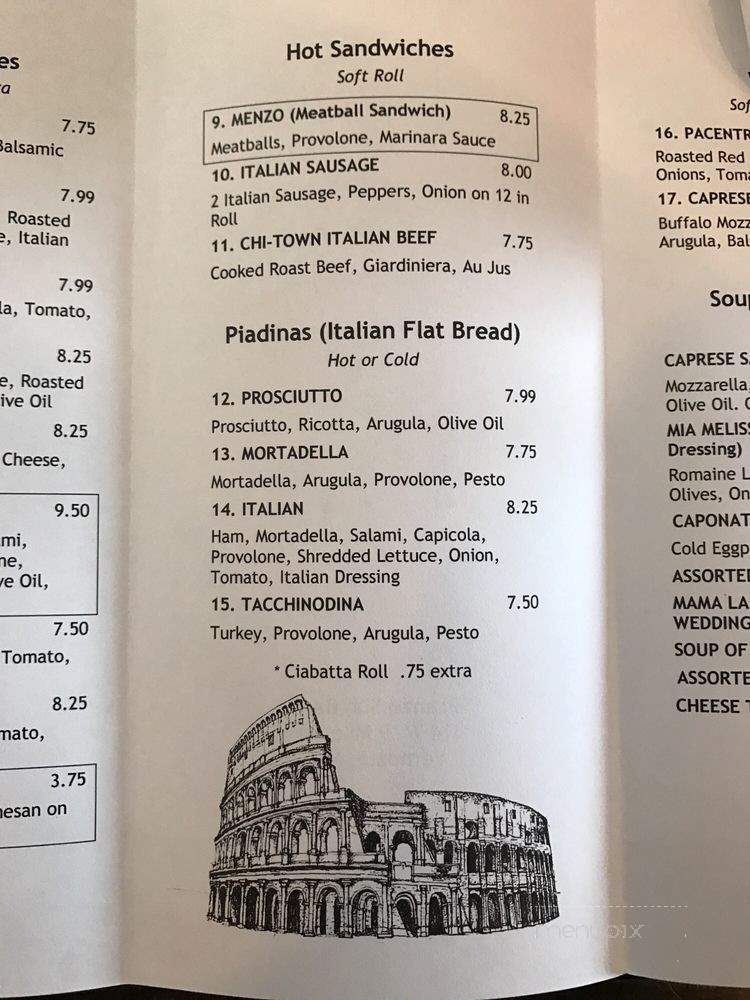 es
7.75
Balsamic
7.99
Roasted
Italian
7.99
Tomato,
8.25
Roasted
Oil
8.25
Cheese,
9.50
Oil,
7.50
Tomato,
8.25
3.75
on
Hot Sandwiches
Soft Roll
9. MENZO (Meatball Sandwich) 8.25
Meatballs, Provolone, Marinara Sauce
10. ITALIAN SAUSAGE 8.00
2 Italian Sausage, Peppers, Onion on 12 in
Roll
11. CHI-TOWN ITALIAN BEEF 7.75
Cooked Roast Beef, Giardiniera, Au Jus
Piadinas (Italian Flat Bread)
Hot or Cold
12. PROSCIUTTO 7.99
Prosciutto, Ricotta, Arugula, Olive Oil
13. MORTADELLA 7.75
Mortadella, Arugula, Provolone, Pesto
14. ITALIAN 8.25
Ham, Mortadella, Salami, Capicola,
Provolone, Shredded Lettuce, Onion,
Tomato, Italian Dressing
15. TACCHINODINA 7.50
Turkey, Provolone, Arugula, Pesto
* Ciabatta Roll .75 extra
16. PACENTR
Roasted Red
Onions, Toma
17. CAPRESE
Buffalo Mozz
Arugula, Bal
Soup
CAPRESE SA
Mozzarella,
Olive Oil.
MIA MELISS
Dressing)
Romaine L
Olives, On
CAPONAT
Cold Eggp
ASSORTED
MAMA LA
WEDDING
SOUP OF
ASSORTE
CHEESE T
menupix